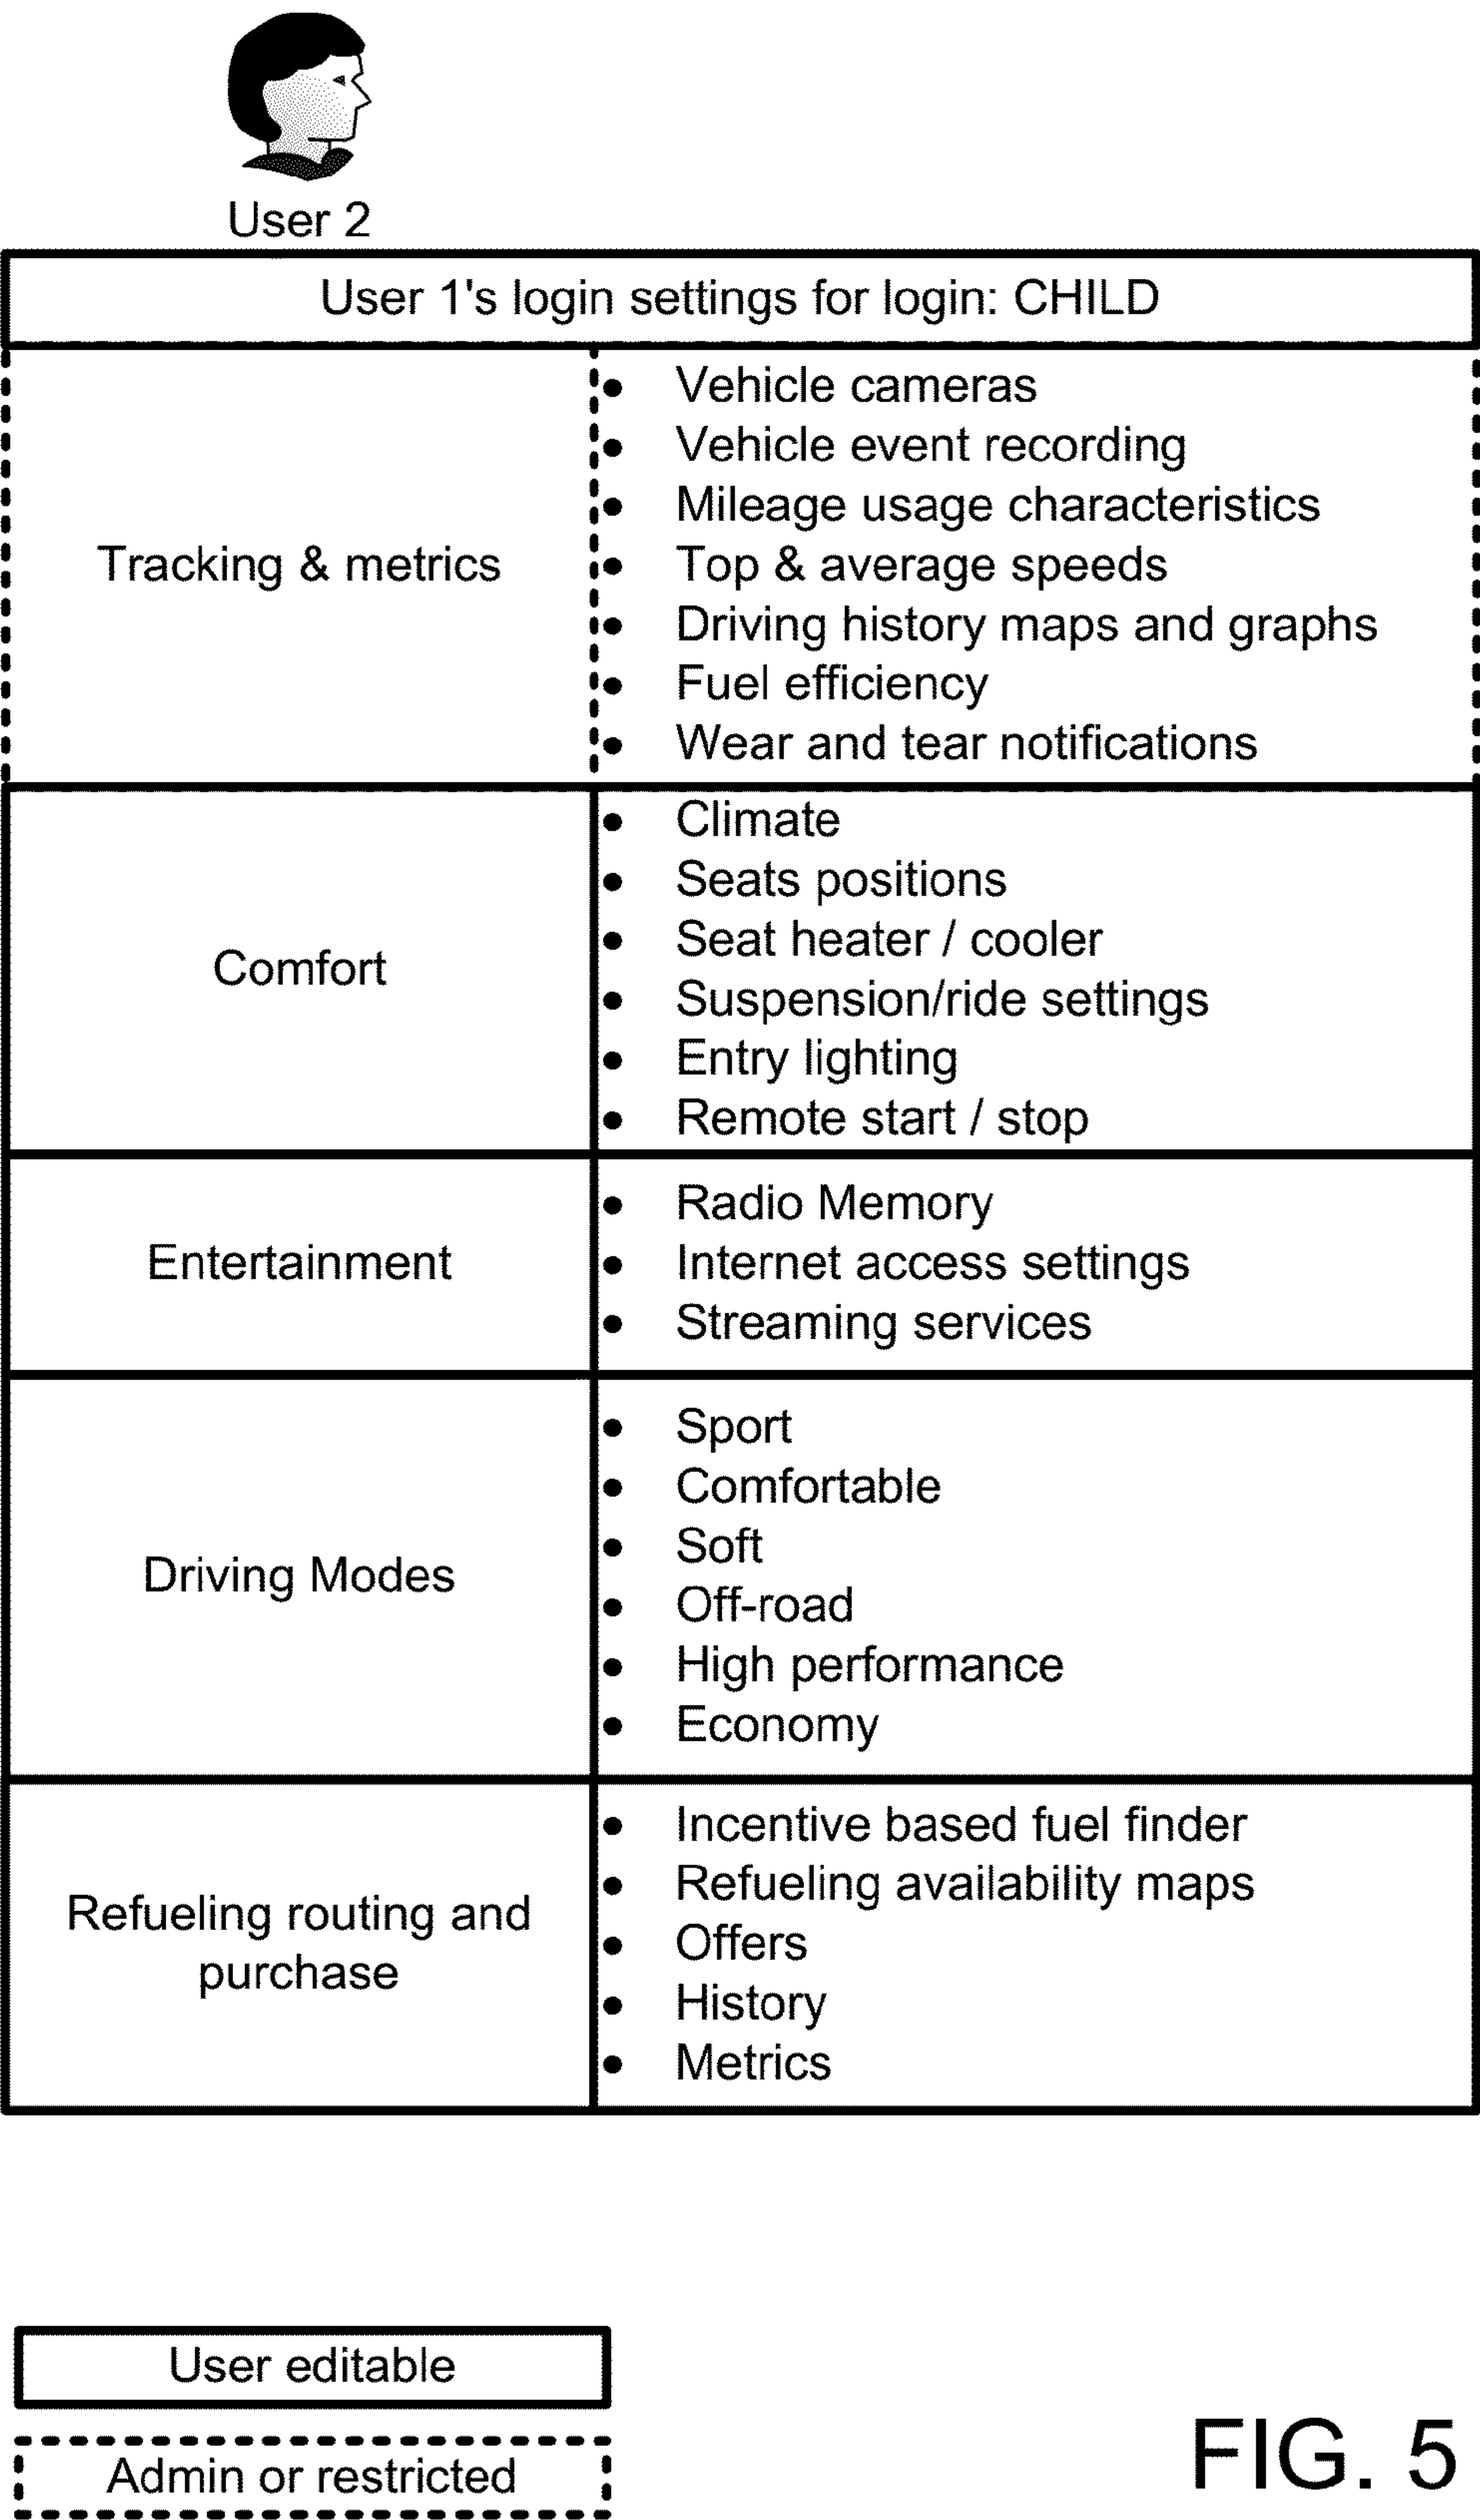 User 2
User 1's login settings for login: CHILD
Tracking & metrics
• Vehicle cameras
• Vehicle event recording
• Mileage usage characteristics
• Top & average speeds
• Driving history maps and graphs
• Fuel efficiency
• Wear and tear notifications
Comfort
• Climate
• Seats positions
• Seat heater / cooler
• Suspension/ride settings
• Entry lighting
• Remote start / stop
Entertainment
• Radio Memory
• Internet access settings
• Streaming services
Driving Modes
• Sport
• Comfortable
• Soft
• Off-road
• High performance
• Economy
Refueling routing and
purchase
• Incentive based fuel finder
• Refueling availability maps
• Offers
• History
• Metrics
User editable
Admin or restricted
FIG. 5